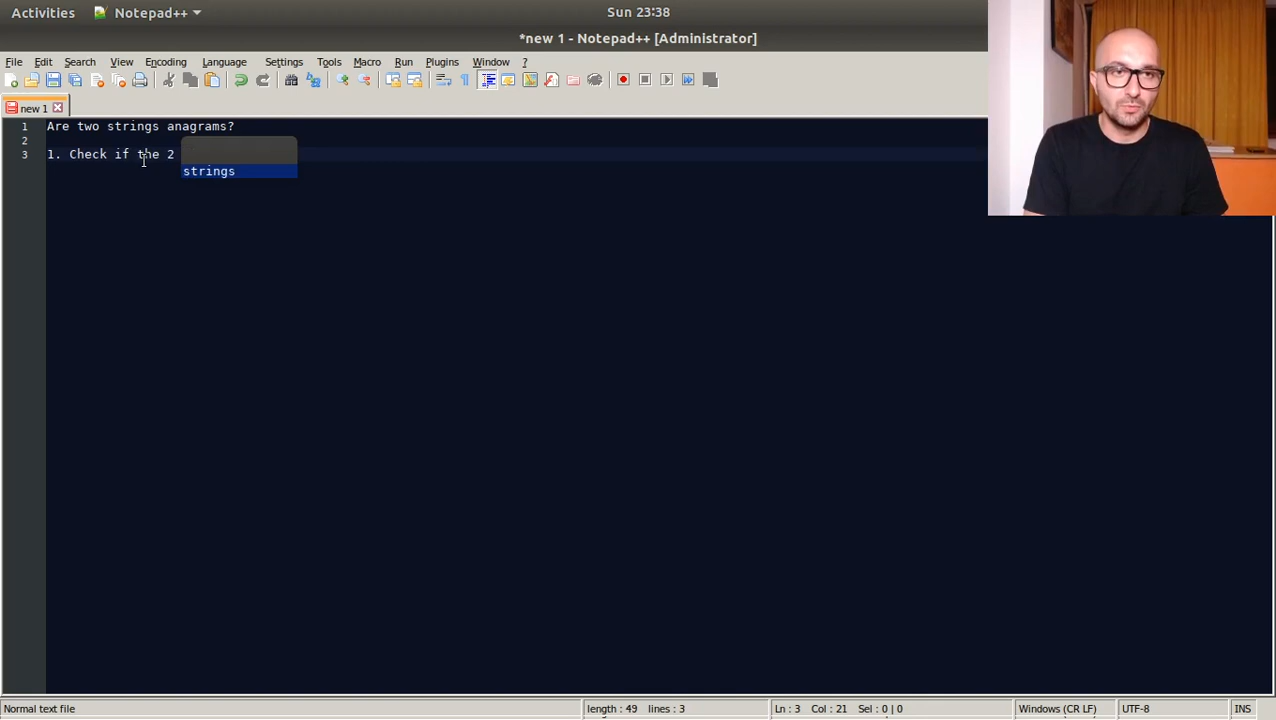 Activities Notepad++ Sun 23:38
*new 1 - Notepad++ [Administrator]
File Edit Search View Encoding Language Settings Tools Macro Run Plugins Window ?
new 1
1 Are two strings anagrams?
2
3 1. Check if the 2
strings
Normal text file length : 49 lines : 3 Ln : 3 Col : 21 Sel : 0 | 0 Windows (CR LF) UTF-8 INS